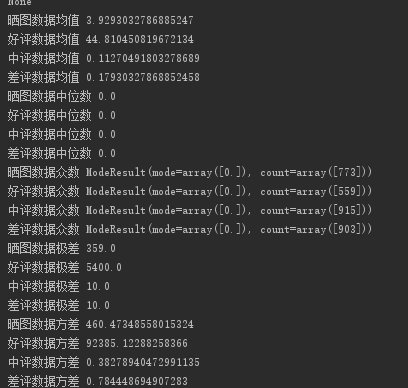 None
晒图数据均值 3.9293032786885247
好评数据均值 44.810450819672134
中评数据均值 0.11270491803278689
差评数据均值 0.17930327868852458
晒图数据中位数 0.0
好评数据中位数 0.0
中评数据中位数 0.0
差评数据中位数 0.0
晒图数据众数 ModeResult(mode=array([0.]), count=array([773]))
好评数据众数 ModeResult(mode=array([0.]), count=array([559]))
中评数据众数 ModeResult(mode=array([0.]), count=array([915]))
差评数据众数 ModeResult(mode=array([0.]), count=array([903]))
晒图数据极差 359.0
好评数据极差 5400.0
中评数据极差 10.0
差评数据极差 10.0
晒图数据方差 460.47348558015324
好评数据方差 92385.12288258366
中评数据方差 0.38278940472991135
差评数据方差 0.784448694907283